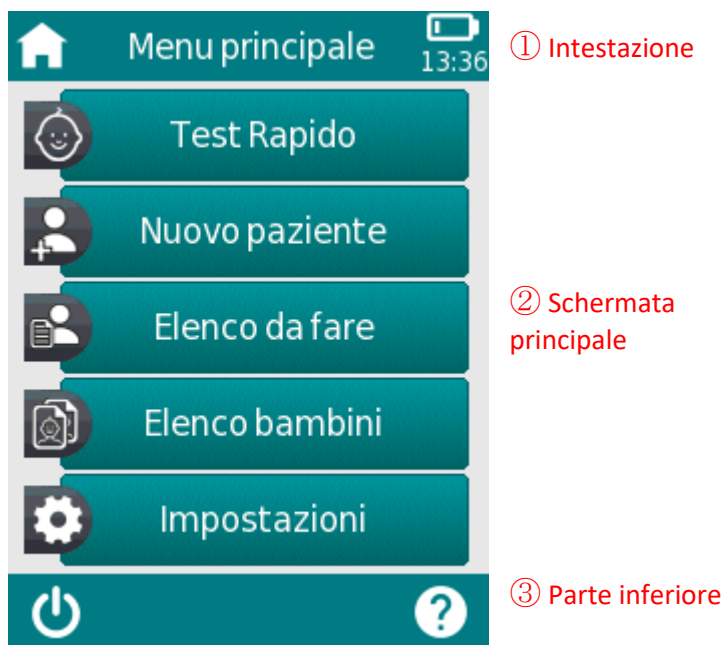 Menu principale
13:36
① Intestazione
Test Rapido
Nuovo paziente
Elenco da fare
② Schermata
principale
Elenco bambini
Impostazioni
?
③ Parte inferiore